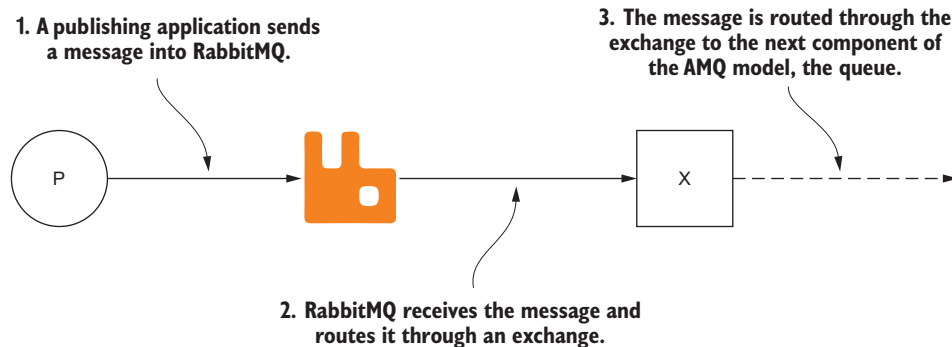 1. A publishing application sends
a message into RabbitMQ.
3. The message is routed through the
exchange to the next component of
the AMQ model, the queue.
P
X
2. RabbitMQ receives the message and
routes it through an exchange.